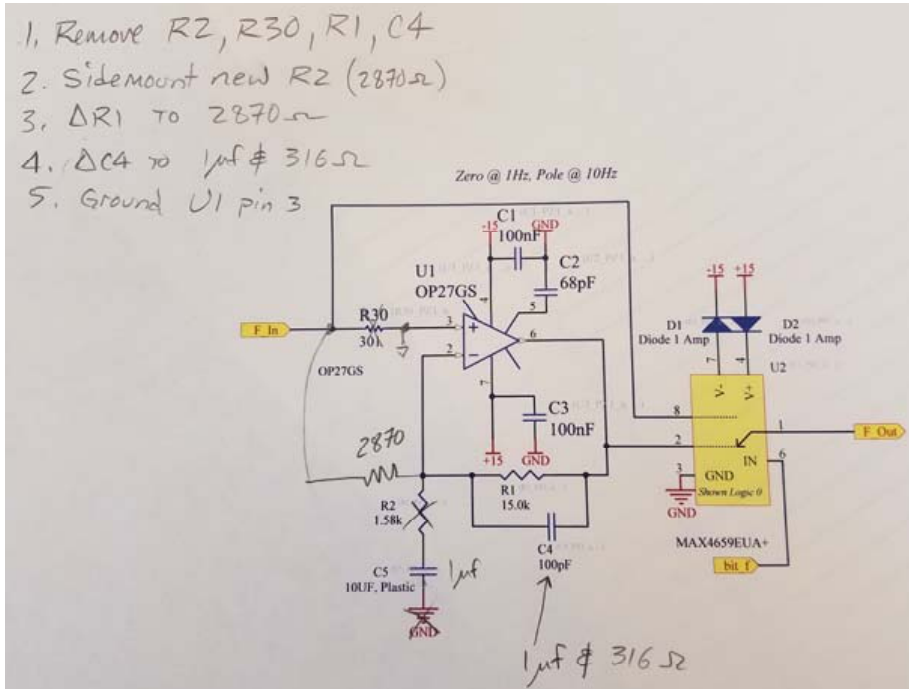 1. Remove R2, R30, R1, C4
2. Sidemount new R2 (2870Ω)
3. ΔR1 TO 2870Ω
4. ΔC4 to 1µf & 316Ω
5. Ground U1 pin 3
Zero @ 1Hz, Pole @ 10Hz
-15
C1
GND
100nF
U1
OP27GS
C2
68pF
4
5
-15
+15
F_In
R30
30k
3
2
6
OP27GS
D1
Diode 1 Amp
D2
Diode 1 Amp
7
4
U2
V-
V+
7
C3
100nF
8
2
1
F_Out
+15
GND
IN
6
2870
3
GND
Shown Logic 0
GND
R2
1.58k
R1
15.0k
MAX4659EUA+
C4
100pF
bit_f
C5
10UF, Plastic
1µf
GND
1µf & 316Ω